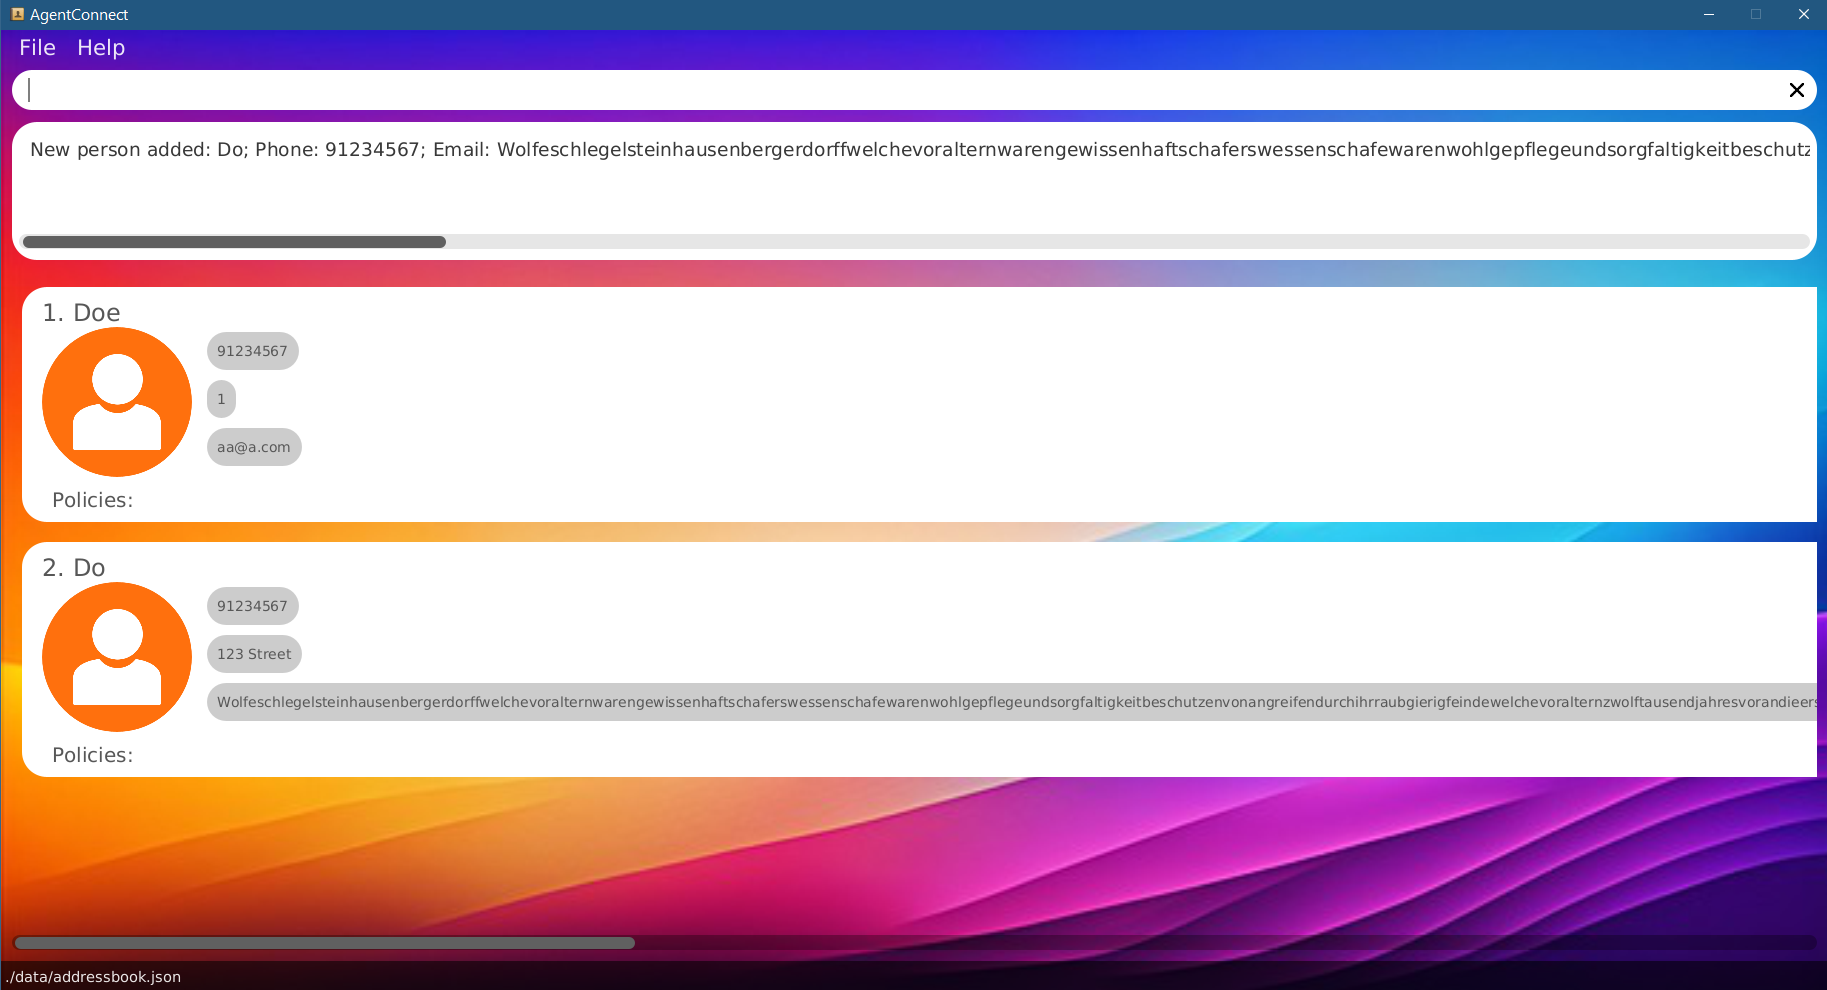 AgentConnect
File Help
New person added: Do; Phone: 91234567; Email: Wolfeschlegelsteinhausenbergerdorffwelchevoralternwarengewissenhaftschaferswessenschafewarenwohlgepflegeundsorgfaltigkeitbeschutz
1. Doe
91234567
1
aa@a.com
Policies:
2. Do
91234567
123 Street
Wolfeschlegelsteinhausenbergerdorffwelchevoralternwarengewissenhaftschaferswessenschafewarenwohlgepflegeundsorgfaltigkeitbeschutzenvonangreifendurchihrraubgierigfeindewelchevoralternzwolftausendjahresvorandieers
Policies:
./data/addressbook.json